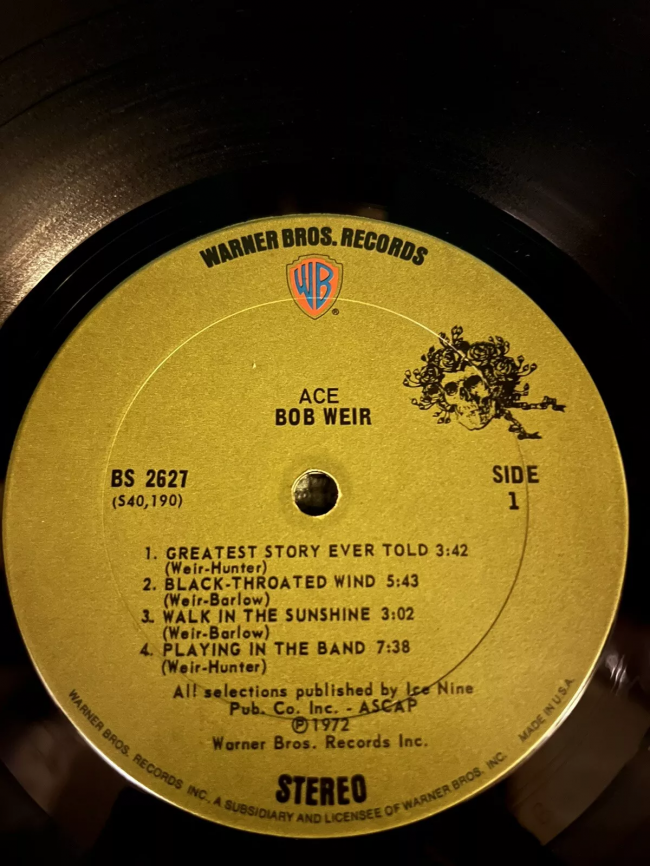 WARNER BROS. RECORDS
WB
®
ACE
BOB WEIR
BS 2627
(S40,190)
SIDE
1
1. GREATEST STORY EVER TOLD 3:42
(Weir-Hunter)
2. BLACK-THROATED WIND 5:43
(Weir-Barlow)
3. WALK IN THE SUNSHINE 3:02
(Weir-Barlow)
4. PLAYING IN THE BAND 7:38
(Weir-Hunter)
All selections published by Ice Nine
Pub. Co. Inc. - ASCAP
℗1972
Warner Bros. Records Inc.
STEREO
WARNER BROS. RECORDS INC. A SUBSIDIARY AND LICENSEE OF WARNER BROS. INC. MADE IN U.S.A.